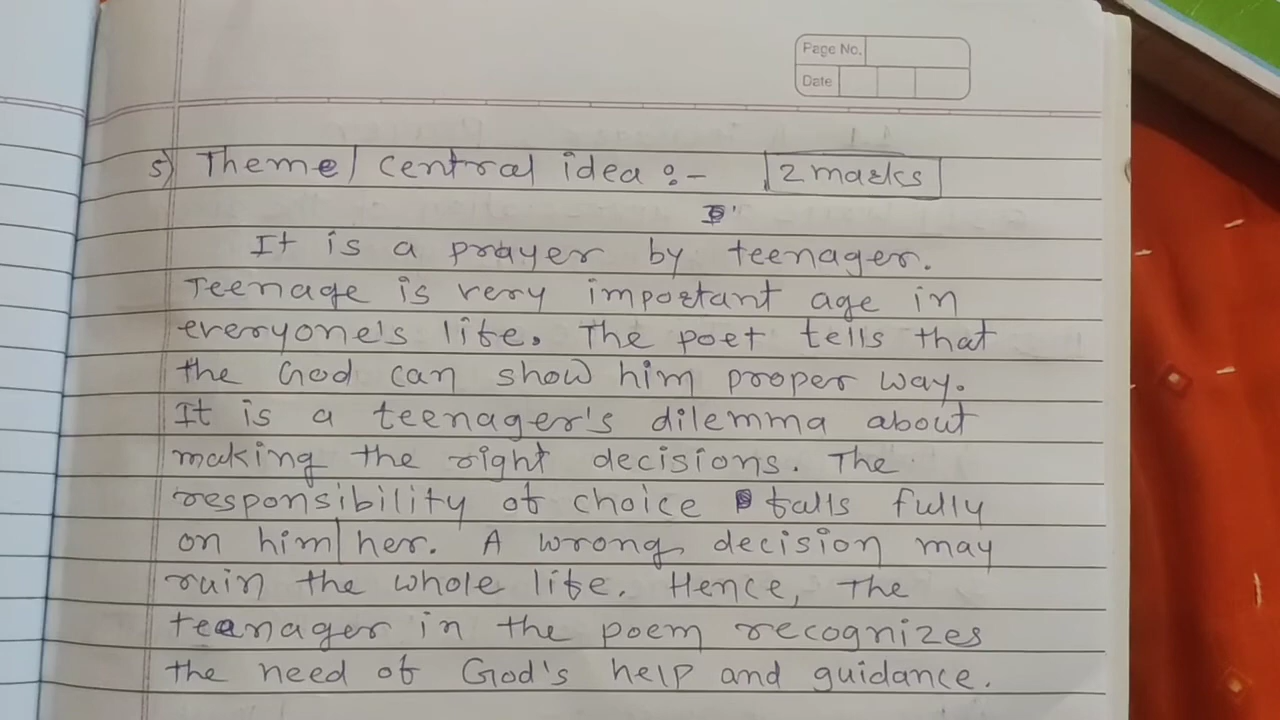 Page No.
Date
5) Theme/ central idea :- 2 marks
It is a prayer by teenager.
Teenage is very important age in
everyone's life. The poet tells that
the God can show him proper way.
It is a teenager's dilemma about
making the right decisions. The
responsibility of choice falls fully
on him/her. A wrong decision may
ruin the whole life. Hence, the
teenager in the poem recognizes
the need of God's help and guidance.